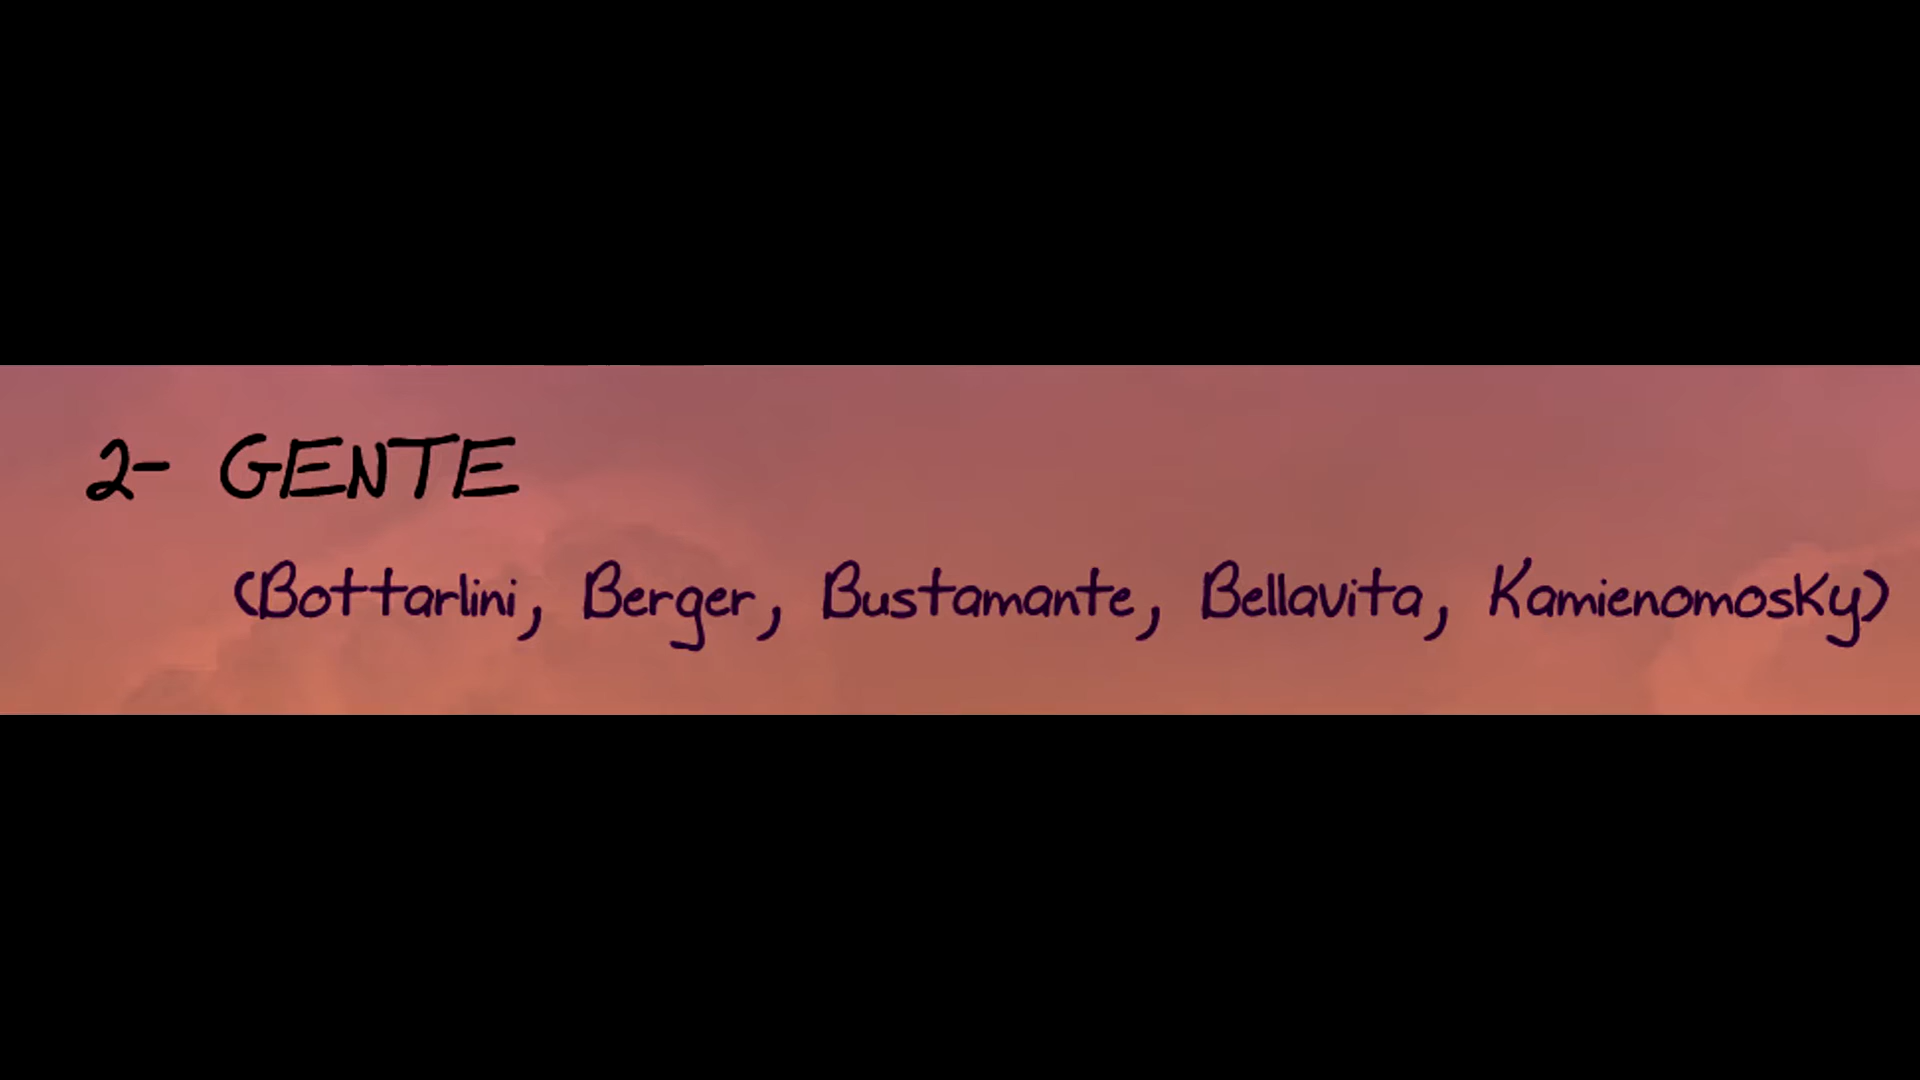 2- GENTE
(Bottarlini, Berger, Bustamante, Bellavita, Kamienomosky)